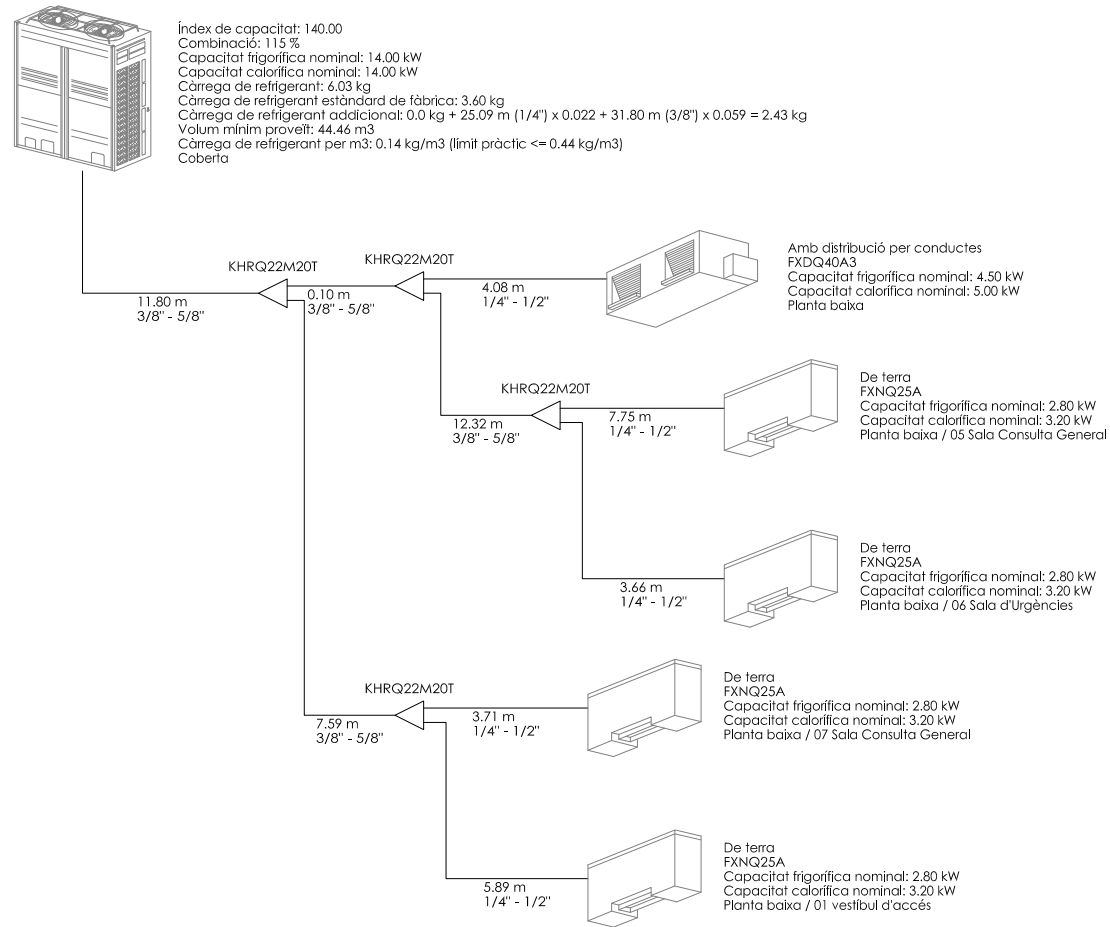 Índex de capacitat: 140.00
Combinació: 115 %
Capacitat frigorífica nominal: 14.00 kW
Capacitat calorífica nominal: 14.00 kW
Càrrega de refrigerant: 6.03 kg
Càrrega de refrigerant estàndard de fàbrica: 3.60 kg
Càrrega de refrigerant addicional: 0.0 kg + 25.09 m (1/4") x 0.022 + 31.80 m (3/8") x 0.059 = 2.43 kg
Volum mínim proveït: 44.46 m3
Càrrega de refrigerant per m3: 0.14 kg/m3 (límit pràctic <= 0.44 kg/m3)
Coberta
11.80 m
3/8" - 5/8"
KHRQ22M20T
0.10 m
3/8" - 5/8"
KHRQ22M20T
4.08 m
1/4" - 1/2"
Amb distribució per conductes
FXDQ40A3
Capacitat frigorífica nominal: 4.50 kW
Capacitat calorífica nominal: 5.00 kW
Planta baixa
12.32 m
3/8" - 5/8"
KHRQ22M20T
7.75 m
1/4" - 1/2"
De terra
FXNQ25A
Capacitat frigorífica nominal: 2.80 kW
Capacitat calorífica nominal: 3.20 kW
Planta baixa / 05 Sala Consulta General
3.66 m
1/4" - 1/2"
De terra
FXNQ25A
Capacitat frigorífica nominal: 2.80 kW
Capacitat calorífica nominal: 3.20 kW
Planta baixa / 06 Sala d'Urgències
7.59 m
3/8" - 5/8"
KHRQ22M20T
3.71 m
1/4" - 1/2"
De terra
FXNQ25A
Capacitat frigorífica nominal: 2.80 kW
Capacitat calorífica nominal: 3.20 kW
Planta baixa / 07 Sala Consulta General
5.89 m
1/4" - 1/2"
De terra
FXNQ25A
Capacitat frigorífica nominal: 2.80 kW
Capacitat calorífica nominal: 3.20 kW
Planta baixa / 01 vestíbul d'accés